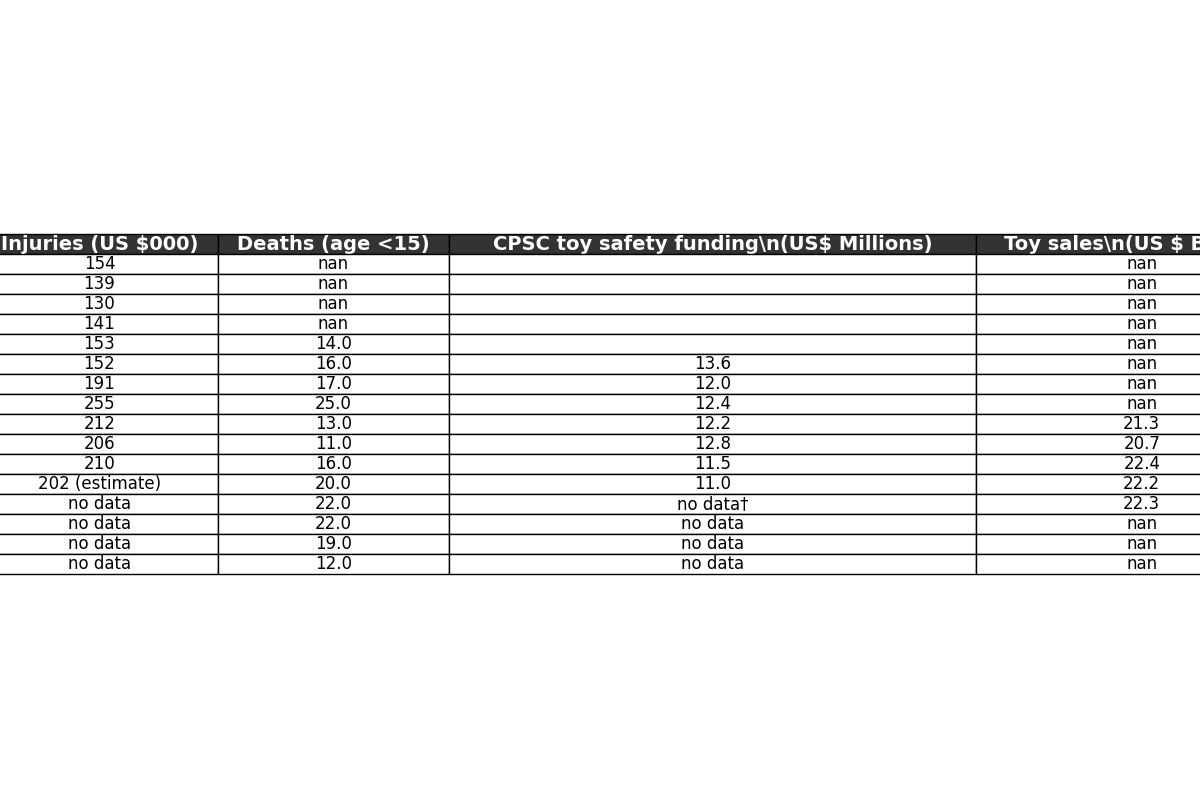 Injuries (US $000) Deaths (age <15) CPSC toy safety funding\n(US$ Millions) Toy sales\n(US $ B
154 nan nan
139 nan nan
130 nan nan
141 nan nan
153 14.0 nan
152 16.0 13.6 nan
191 17.0 12.0 nan
255 25.0 12.4 nan
212 13.0 12.2 21.3
206 11.0 12.8 20.7
210 16.0 11.5 22.4
202 (estimate) 20.0 11.0 22.2
no data 22.0 no data† 22.3
no data 22.0 no data nan
no data 19.0 no data nan
no data 12.0 no data nan